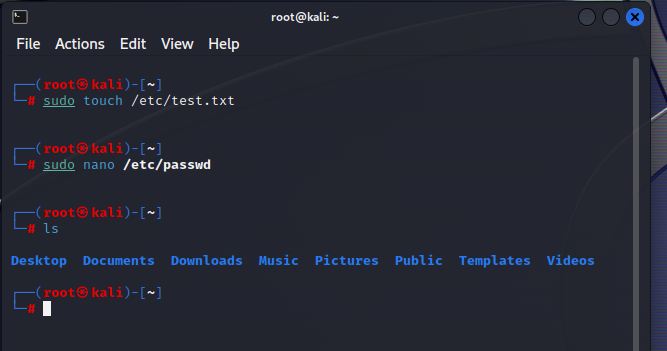 root@kali: ~
File Actions Edit View Help
┌──(root㉿kali)-[~]
└─# sudo touch /etc/test.txt
┌──(root㉿kali)-[~]
└─# sudo nano /etc/passwd
┌──(root㉿kali)-[~]
└─# ls
Desktop Documents Downloads Music Pictures Public Templates Videos
┌──(root㉿kali)-[~]
└─#